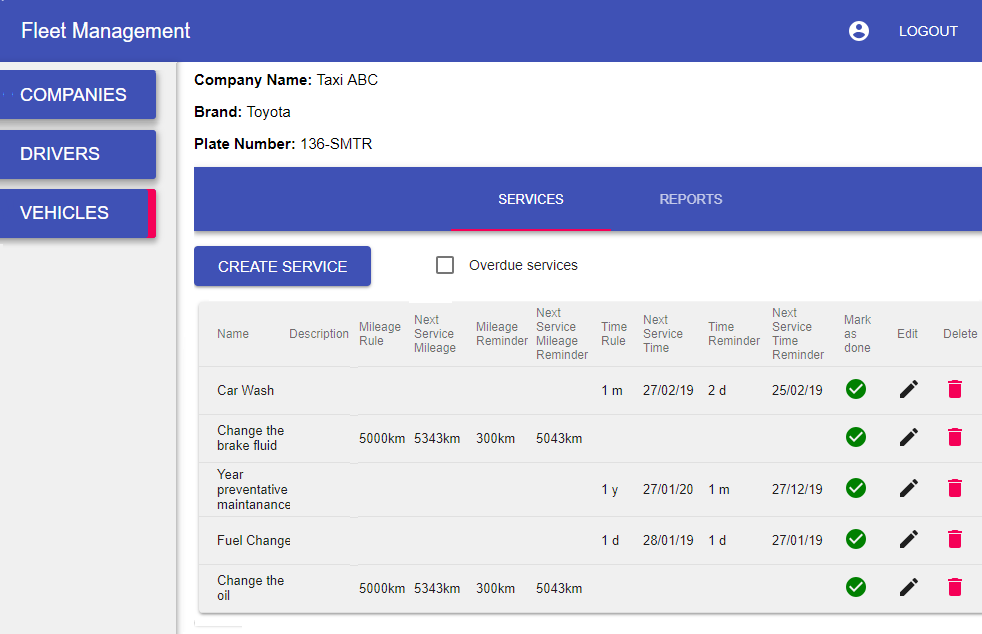 Fleet Management
LOGOUT
COMPANIES
DRIVERS
VEHICLES
Company Name: Taxi ABC
Brand: Toyota
Plate Number: 136-SMTR
SERVICES REPORTS
CREATE SERVICE
Overdue services
Name
Description
Mileage
Rule
Next
Service
Mileage
Mileage
Reminder
Next
Service
Mileage
Reminder
Time
Rule
Next
Service
Time
Time
Reminder
Next
Service
Time
Reminder
Mark
as
done
Edit
Delete
Car Wash 1 m 27/02/19 2 d 25/02/19
Change the
brake fluid
5000km 5343km 300km 5043km
Year
preventative
maintanance
1 y 27/01/20 1 m 27/12/19
Fuel Change 1 d 28/01/19 1 d 27/01/19
Change the
oil
5000km 5343km 300km 5043km